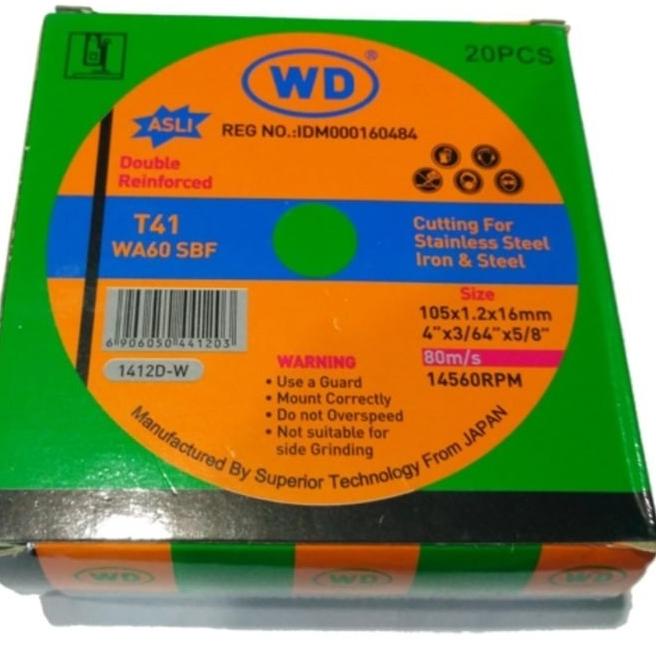 WD®
20PCS
ASLI
REG NO.:IDM000160484
Double
Reinforced
T41
WA60 SBF
Cutting For
Stainless Steel
Iron & Steel
Size
105x1.2x16mm
4"x3/64"x5/8"
80m/s
14560RPM
6 906050 441203
1412D-W
WARNING
• Use a Guard
• Mount Correctly
• Do not Overspeed
• Not suitable for
side Grinding
Manufactured By Superior Technology From JAPAN
WD WD WD